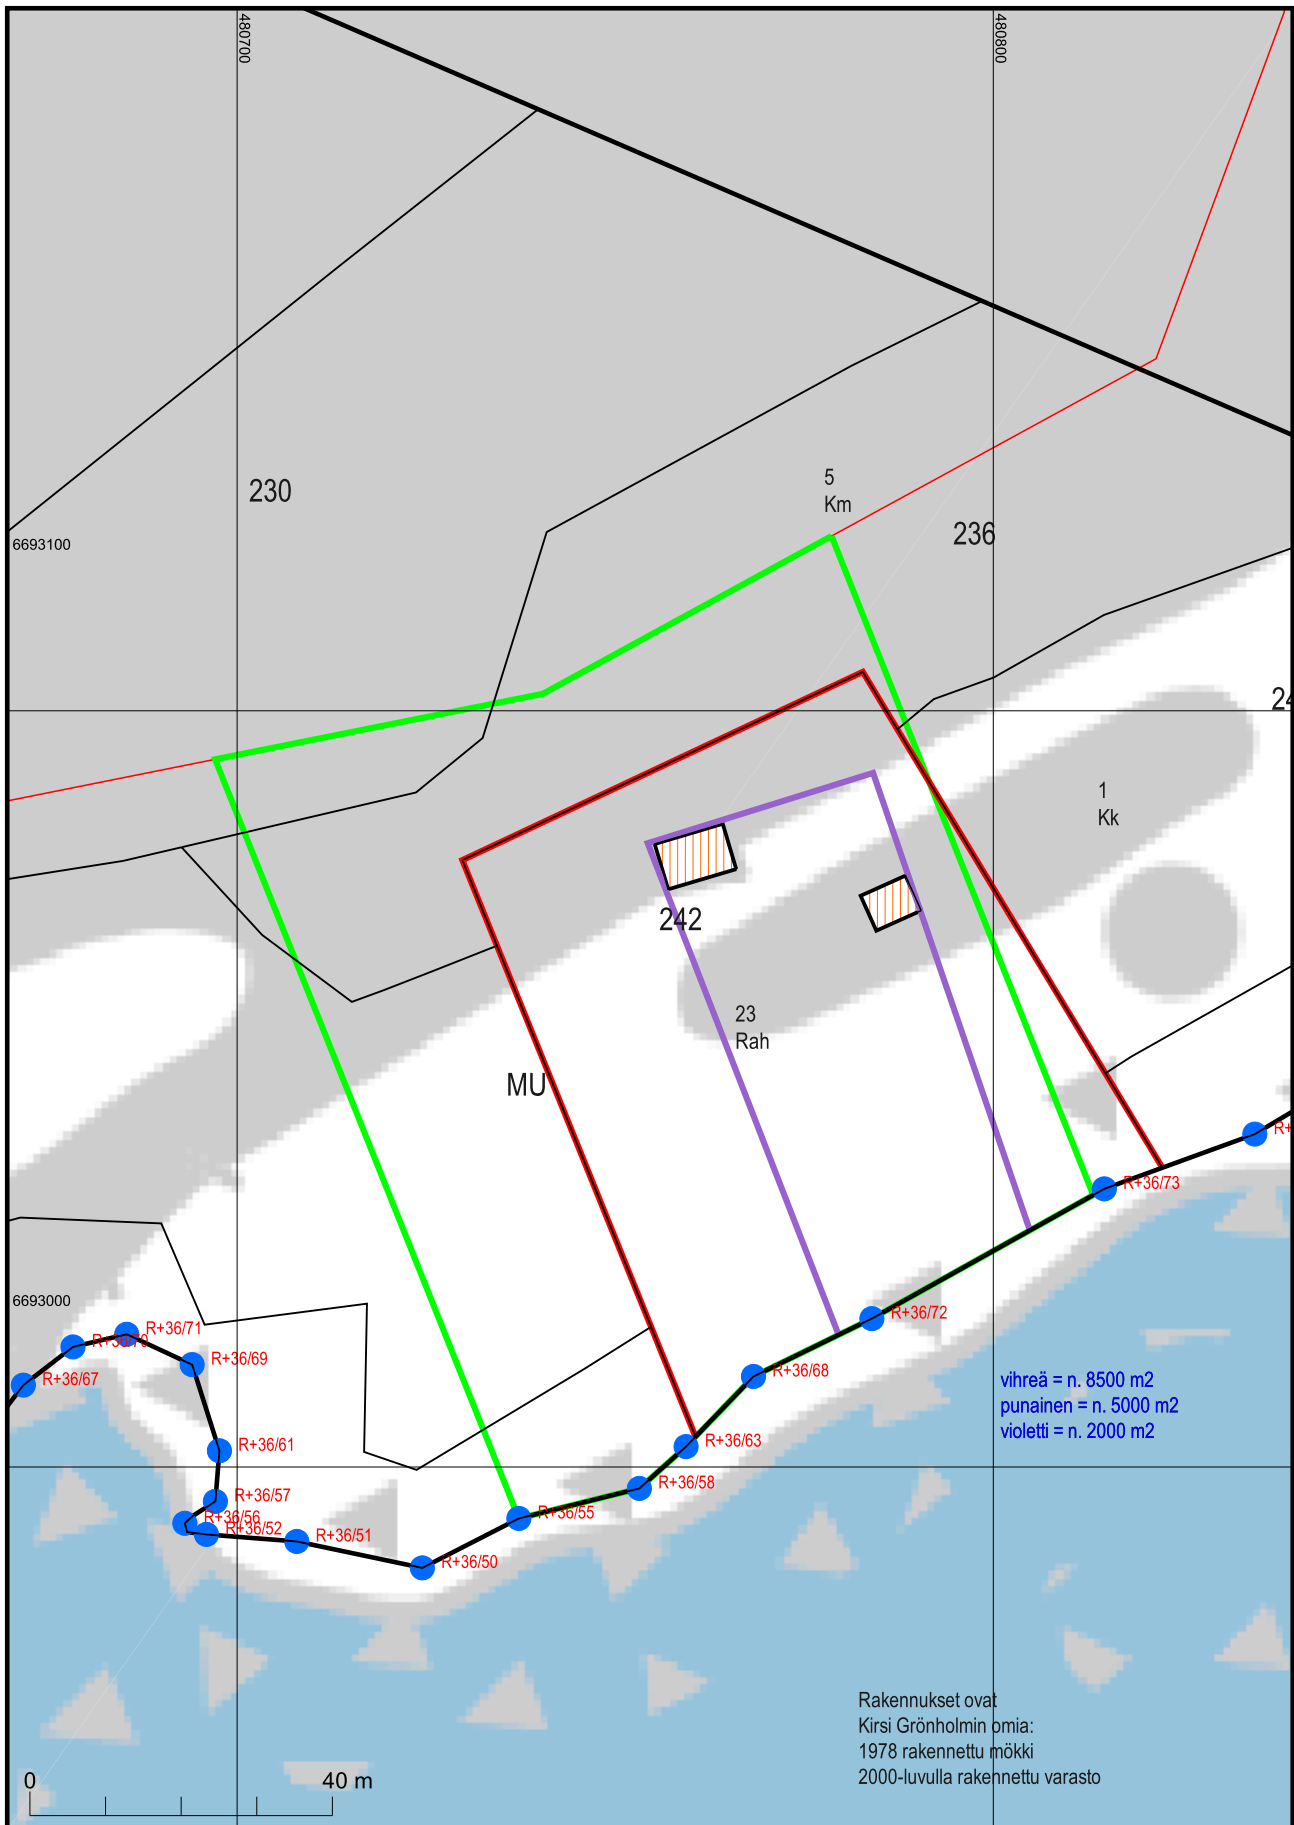 480700
480800
5
Km
230
236
6693100
24
1
Kk
242
23
Rah
MU
R+36/73
R+
6693000
R+36/72
R+36/71
R+36/70
R+36/69
R+36/68
R+36/67
vihreä = n. 8500 m2
punainen = n. 5000 m2
violetti = n. 2000 m2
R+36/63
R+36/61
R+36/58
R+36/57
R+36/56
R+36/55
R+36/52
R+36/51
R+36/50
Rakennukset ovat
Kirsi Grönholmin omia:
1978 rakennettu mökki
2000-luvulla rakennettu varasto
0 40 m